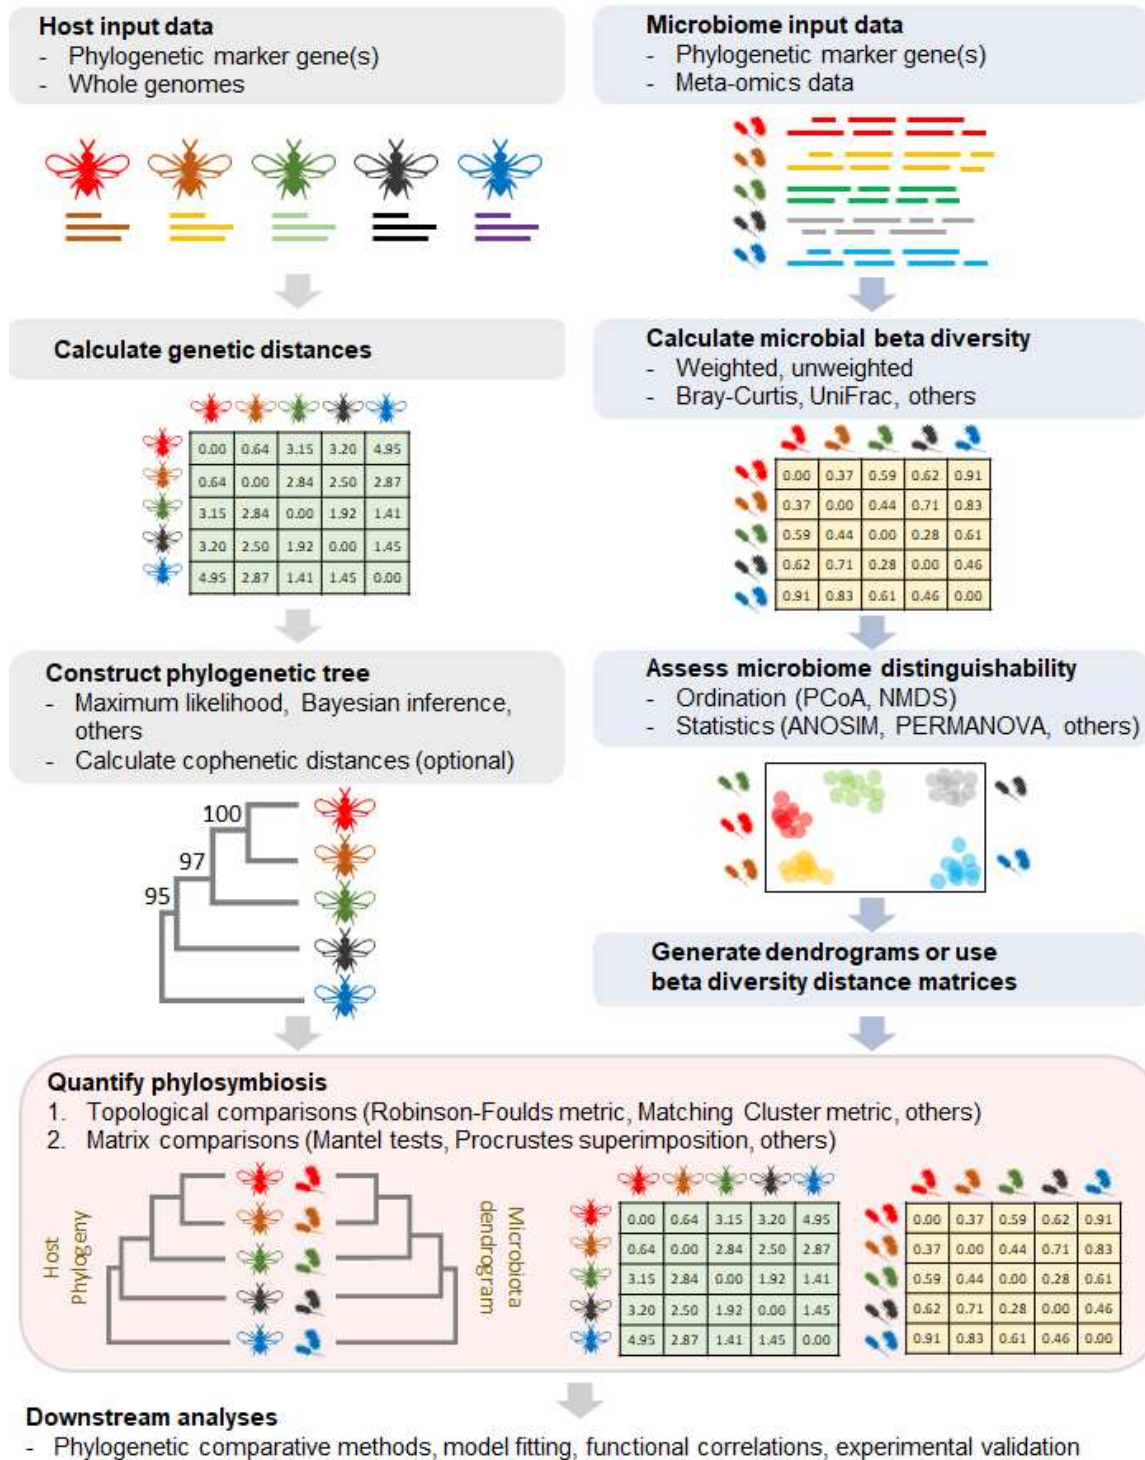 Host input data
- Phylogenetic marker gene(s)
- Whole genomes
Microbiome input data
- Phylogenetic marker gene(s)
- Meta-omics data
Calculate genetic distances
0.00 0.64 3.15 3.20 4.95
0.64 0.00 2.84 2.50 2.87
3.15 2.84 0.00 1.92 1.41
3.20 2.50 1.92 0.00 1.45
4.95 2.87 1.41 1.45 0.00
Calculate microbial beta diversity
- Weighted, unweighted
- Bray-Curtis, UniFrac, others
0.00 0.37 0.59 0.62 0.91
0.37 0.00 0.44 0.71 0.83
0.59 0.44 0.00 0.28 0.61
0.62 0.71 0.28 0.00 0.46
0.91 0.83 0.61 0.46 0.00
Construct phylogenetic tree
- Maximum likelihood, Bayesian inference,
others
- Calculate cophenetic distances (optional)
100
97
95
Assess microbiome distinguishability
- Ordination (PCoA, NMDS)
- Statistics (ANOSIM, PERMANOVA, others)
Generate dendrograms or use
beta diversity distance matrices
Quantify phylosymbiosis
1. Topological comparisons (Robinson-Foulds metric, Matching Cluster metric, others)
2. Matrix comparisons (Mantel tests, Procrustes superimposition, others)
Host
Phylogeny
Microbiota
dendrogram
0.00 0.64 3.15 3.20 4.95
0.64 0.00 2.84 2.50 2.87
3.15 2.84 0.00 1.92 1.41
3.20 2.50 1.92 0.00 1.45
4.95 2.87 1.41 1.45 0.00
0.00 0.37 0.59 0.62 0.91
0.37 0.00 0.44 0.71 0.83
0.59 0.44 0.00 0.28 0.61
0.62 0.71 0.28 0.00 0.46
0.91 0.83 0.61 0.46 0.00
Downstream analyses
- Phylogenetic comparative methods, model fitting, functional correlations, experimental validation